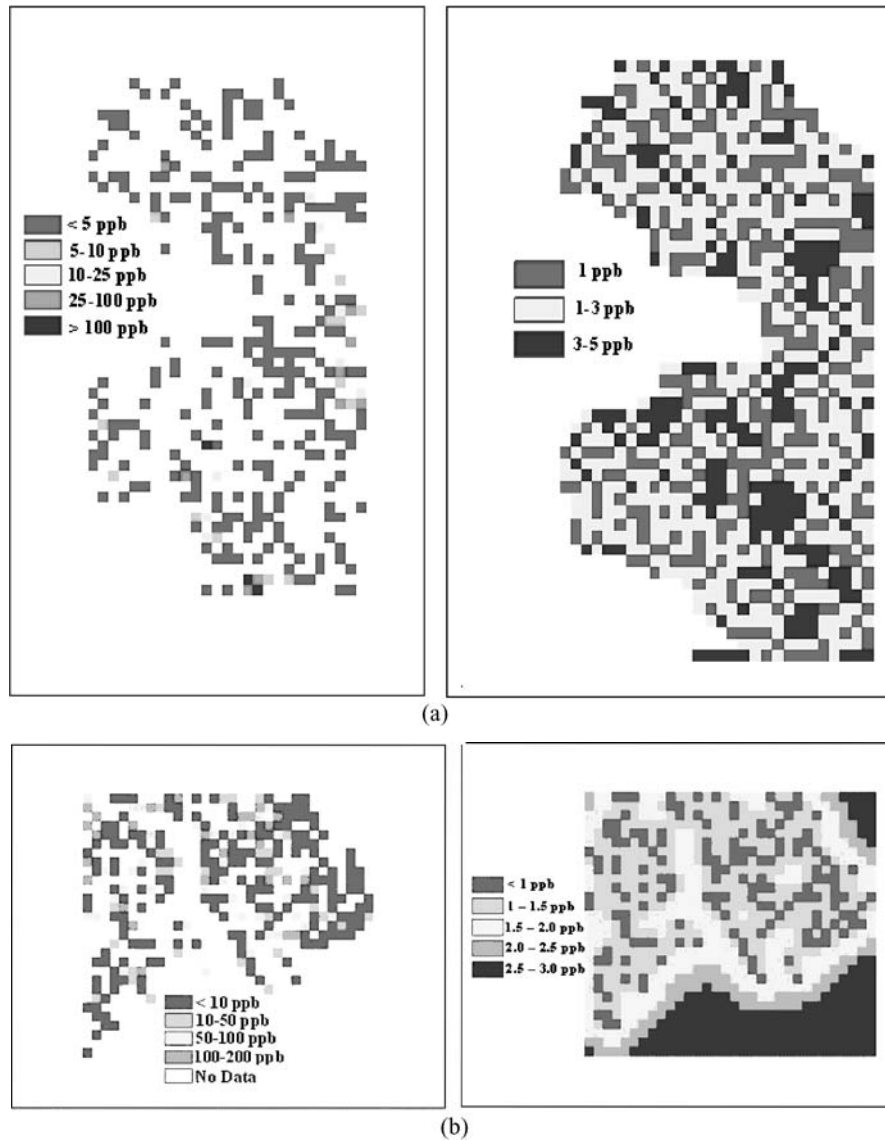 < 5 ppb
5-10 ppb
10-25 ppb
25-100 ppb
> 100 ppb
1 ppb
1-3 ppb
3-5 ppb
(a)
< 10 ppb
10-50 ppb
50-100 ppb
100-200 ppb
No Data
< 1 ppb
1 – 1.5 ppb
1.5 – 2.0 ppb
2.0 – 2.5 ppb
2.5 – 3.0 ppb
(b)